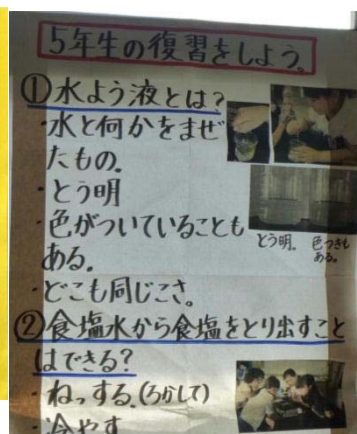 5年生の復習をしよう。
①水よう液とは?
・水と何かをまぜ
たもの。
・とう明
・色がついていることも
ある。
とう明。 色つきも
ある。
・どこも同じこさ。
②食塩水から食塩をとり出すこと
はできる?
・ねっする。(ろかして)
・冷やす